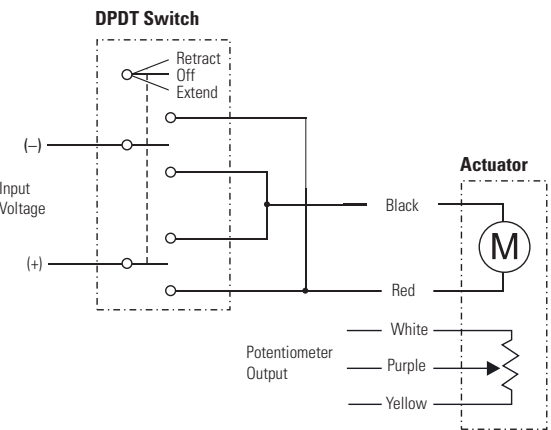 DPDT Switch
Retract
Off
Extend
(–)
Input
Voltage
(+)
Actuator
Black
M
Red
White
Potentiometer
Output
Purple
Yellow